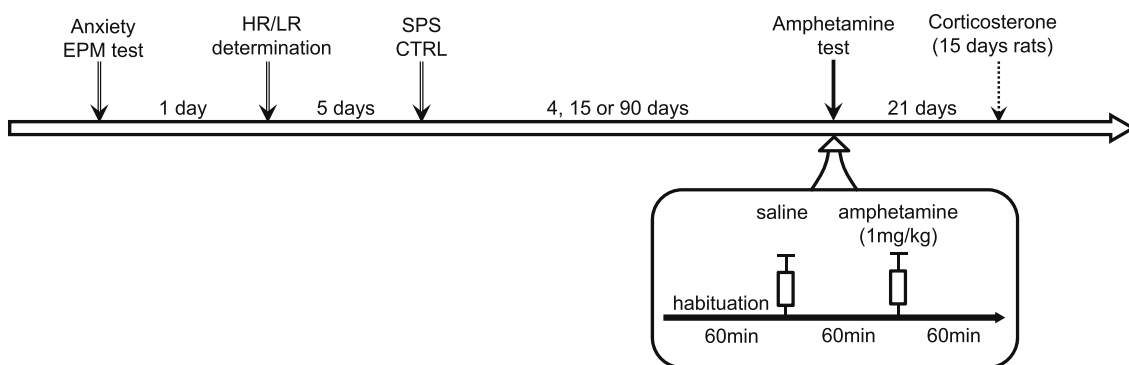 Anxiety
EPM test
HR/LR
determination
SPS
CTRL
Amphetamine
test
Corticosterone
(15 days rats)
1 day
5 days
4, 15 or 90 days
21 days
saline
amphetamine
(1mg/kg)
habituation
60min
60min
60min